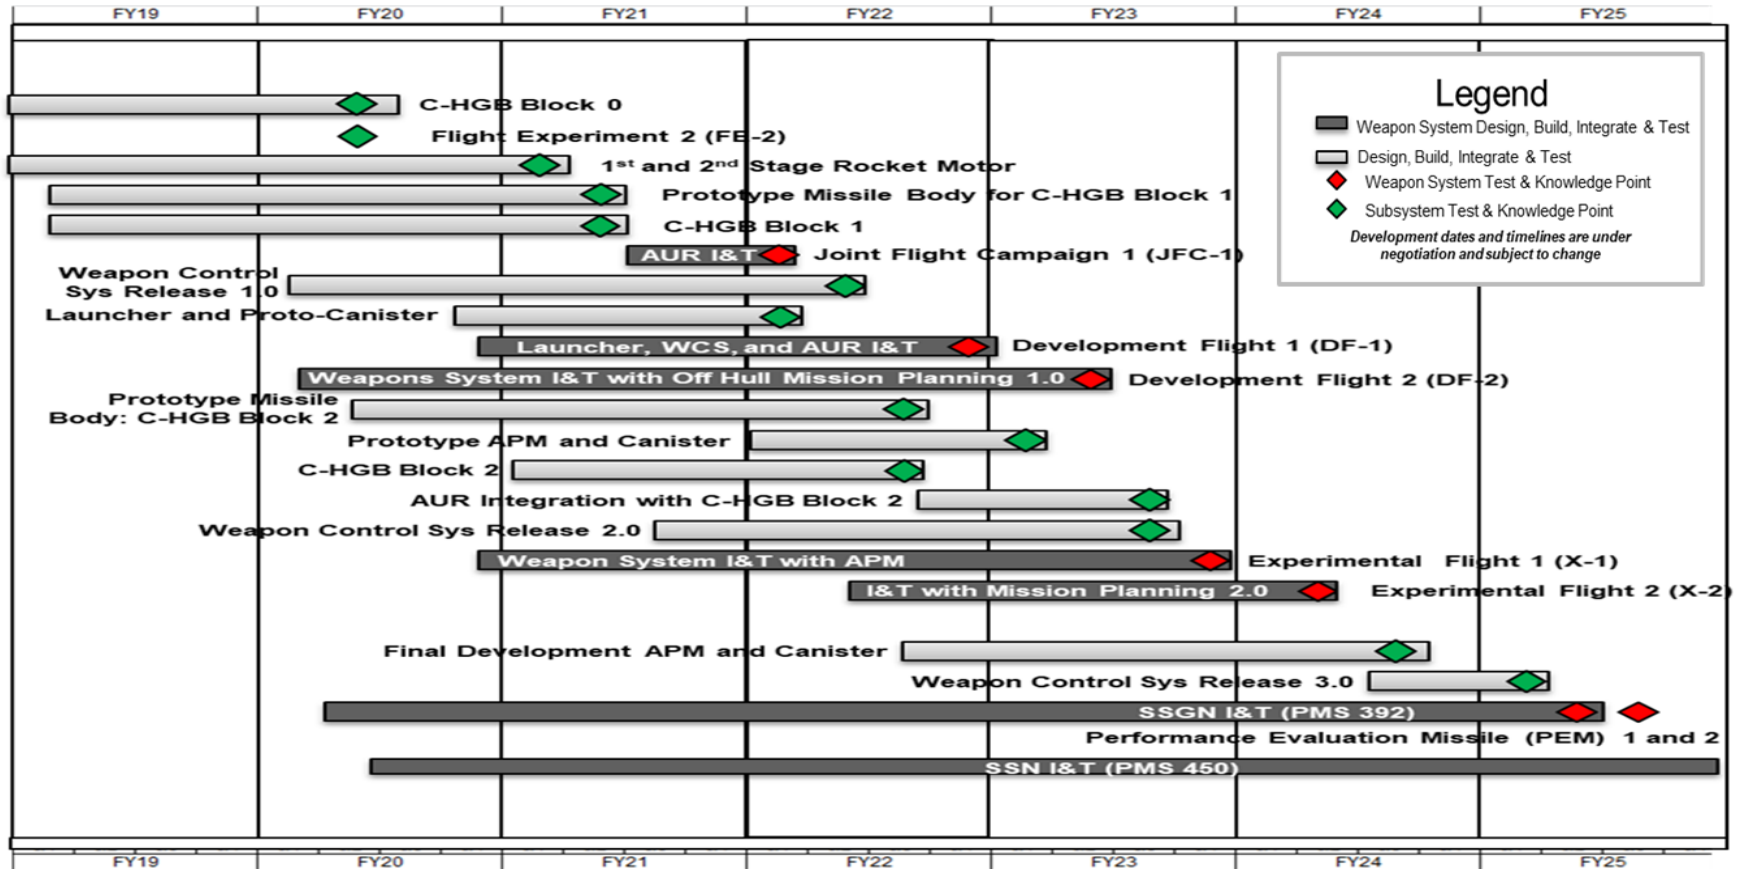 FY19 FY20 FY21 FY22 FY23 FY24 FY25
Legend
Weapon System Design, Build, Integrate & Test
Design, Build, Integrate & Test
Weapon System Test & Knowledge Point
Subsystem Test & Knowledge Point
Development dates and timelines are under
negotiation and subject to change
C-HGB Block 0
Flight Experiment 2 (FE-2)
1st and 2nd Stage Rocket Motor
Prototype Missile Body for C-HGB Block 1
C-HGB Block 1
AUR I&T Joint Flight Campaign 1 (JFC-1)
Weapon Control
Sys Release 1.0
Launcher and Proto-Canister
Launcher, WCS, and AUR I&T Development Flight 1 (DF-1)
Weapons System I&T with Off Hull Mission Planning 1.0 Development Flight 2 (DF-2)
Prototype Missile
Body: C-HGB Block 2
Prototype APM and Canister
C-HGB Block 2
AUR Integration with C-HGB Block 2
Weapon Control Sys Release 2.0
Weapon System I&T with APM Experimental Flight 1 (X-1)
I&T with Mission Planning 2.0 Experimental Flight 2 (X-2)
Final Development APM and Canister
Weapon Control Sys Release 3.0
SSGN I&T (PMS 392)
Performance Evaluation Missile (PEM) 1 and 2
SSN I&T (PMS 450)
FY19 FY20 FY21 FY22 FY23 FY24 FY25